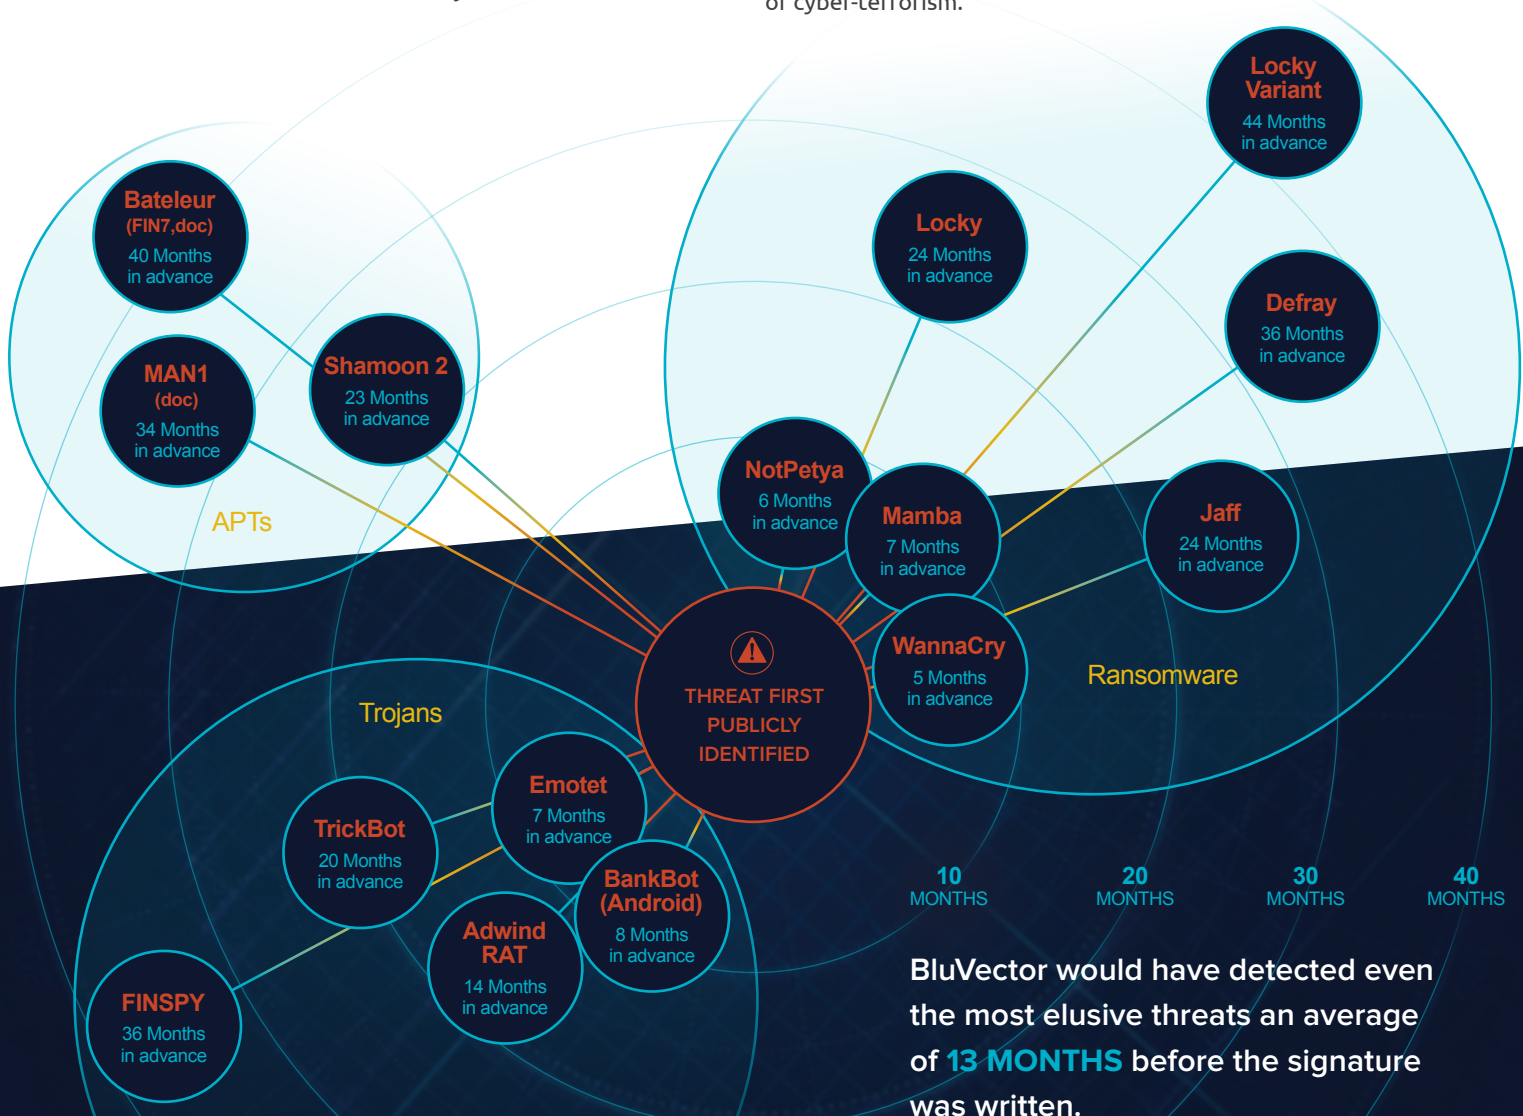 of cyber-terrorism.
Locky
Variant
44 Months
in advance
Bateleur
(FIN7,doc)
40 Months
in advance
Locky
24 Months
in advance
Defray
36 Months
in advance
MAN1
(doc)
34 Months
in advance
Shamoon 2
23 Months
in advance
APTs
NotPetya
6 Months
in advance
Mamba
7 Months
in advance
Jaff
24 Months
in advance
WannaCry
5 Months
in advance
Ransomware
THREAT FIRST
PUBLICLY
IDENTIFIED
Trojans
Emotet
7 Months
in advance
TrickBot
20 Months
in advance
BankBot
(Android)
8 Months
in advance
Adwind
RAT
14 Months
in advance
FINSPY
36 Months
in advance
10
MONTHS
20
MONTHS
30
MONTHS
40
MONTHS
BluVector would have detected even
the most elusive threats an average
of 13 MONTHS before the signature
was written.